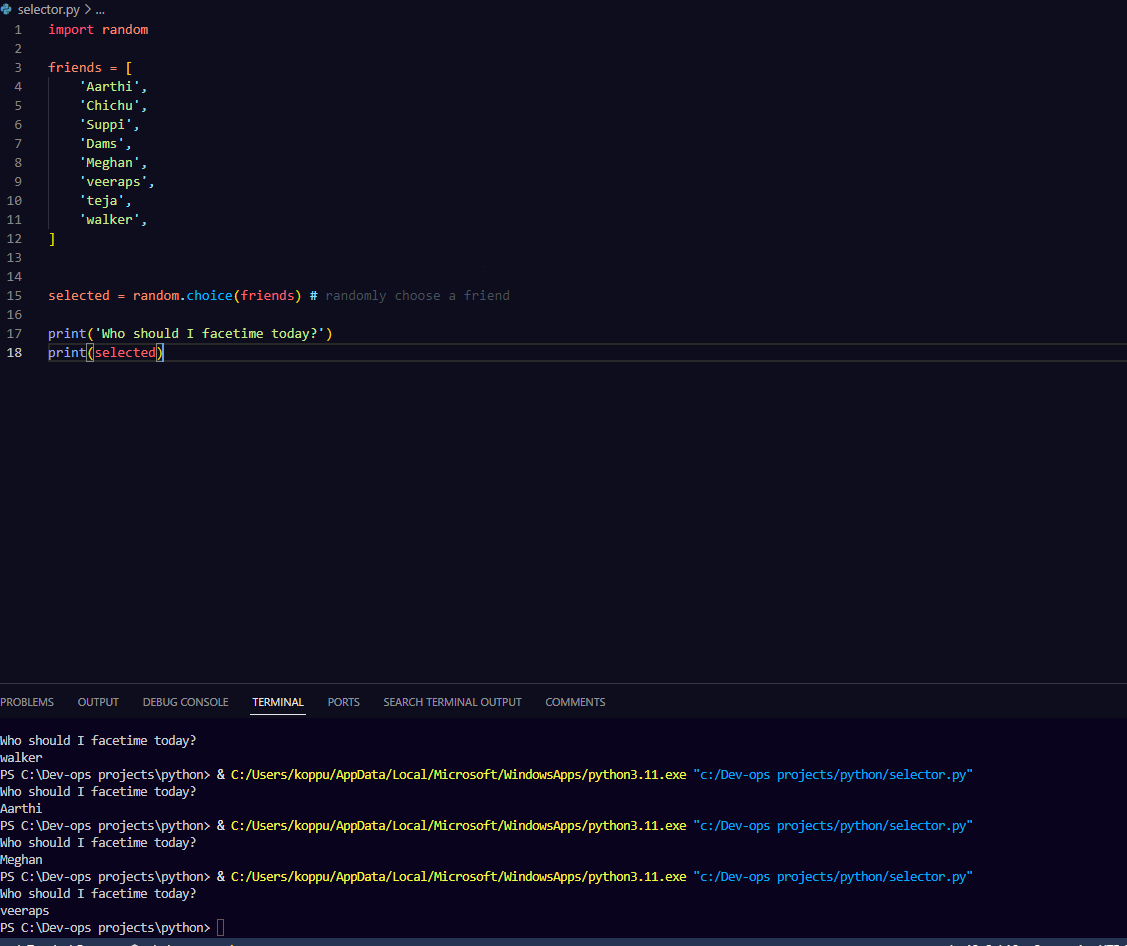 selector.py > ...
1 import random
2
3 friends = [
4     'Aarthi',
5     'Chichu',
6     'Suppi',
7     'Dams',
8     'Meghan',
9     'veeraps',
10     'teja',
11     'walker',
12 ]
13
14
15 selected = random.choice(friends) # randomly choose a friend
16
17 print('Who should I facetime today?')
18 print(selected)
PROBLEMS OUTPUT DEBUG CONSOLE TERMINAL PORTS SEARCH TERMINAL OUTPUT COMMENTS
Who should I facetime today?
walker
PS C:\Dev-ops projects\python> & C:/Users/koppu/AppData/Local/Microsoft/WindowsApps/python3.11.exe "c:/Dev-ops projects/python/selector.py"
Who should I facetime today?
Aarthi
PS C:\Dev-ops projects\python> & C:/Users/koppu/AppData/Local/Microsoft/WindowsApps/python3.11.exe "c:/Dev-ops projects/python/selector.py"
Who should I facetime today?
Meghan
PS C:\Dev-ops projects\python> & C:/Users/koppu/AppData/Local/Microsoft/WindowsApps/python3.11.exe "c:/Dev-ops projects/python/selector.py"
Who should I facetime today?
veeraps
PS C:\Dev-ops projects\python>